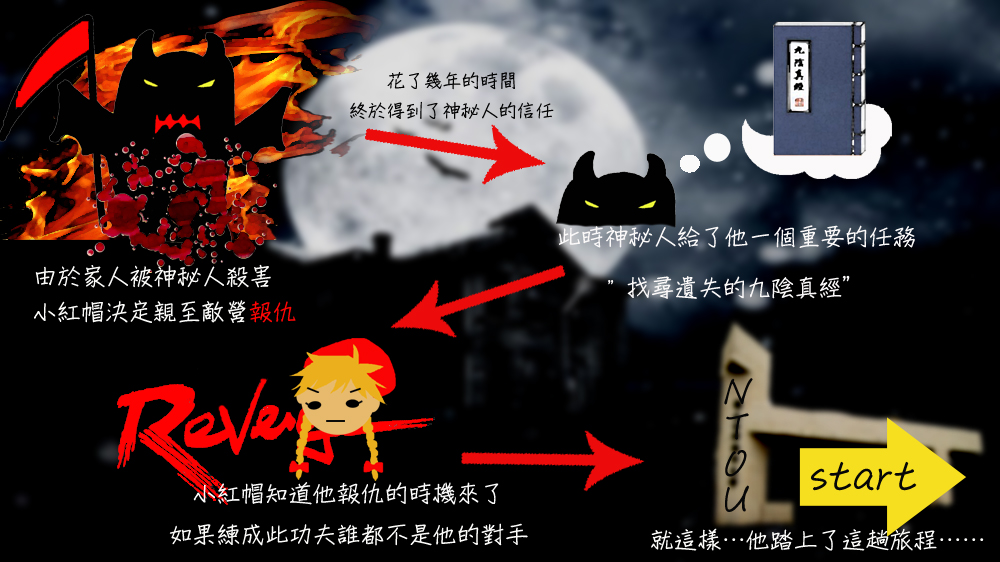 花了幾年的時間
終於得到了神秘人的信任
九陰真經
此時神秘人給了他一個重要的任務
”找尋遺失的九陰真經”
由於家人被神秘人殺害
小紅帽決定親至敵營報仇
Revenge
小紅帽知道他報仇的時機來了
如果練成此功夫誰都不是他的對手
NTOU
start
就這樣…他踏上了這趟旅程……